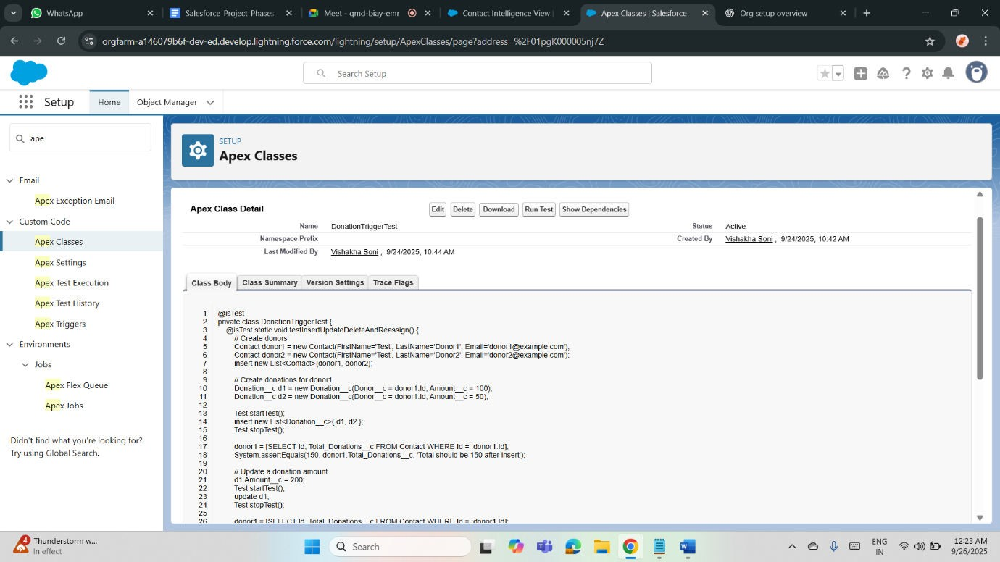 WhatsApp
Salesforce_Project_Phases_
Meet - qmd-biay-emr
Contact Intelligence View |
Apex Classes | Salesforce
Org setup overview
orgfarm-a146079b6f-dev-ed.develop.lightning.force.com/lightning/setup/ApexClasses/page?address=%2F01pgK000005nj7Z
Search Setup
Setup
Home
Object Manager
ape
Email
Apex Exception Email
Custom Code
Apex Classes
Apex Settings
Apex Test Execution
Apex Test History
Apex Triggers
Environments
Jobs
Apex Flex Queue
Apex Jobs
Didn't find what you're looking for?
Try using Global Search.
SETUP
Apex Classes
Apex Class Detail
Edit Delete Download Run Test Show Dependencies
Name DonationTriggerTest Status Active
Namespace Prefix Created By Vishakha Soni , 9/24/2025, 10:42 AM
Last Modified By Vishakha Soni , 9/24/2025, 10:44 AM
Class Body Class Summary Version Settings Trace Flags
1 @isTest
2 private class DonationTriggerTest {
3 @isTest static void testInsertUpdateDeleteAndReassign() {
4 // Create donors
5 Contact donor1 = new Contact(FirstName='Test', LastName='Donor1', Email='donor1@example.com');
6 Contact donor2 = new Contact(FirstName='Test', LastName='Donor2', Email='donor2@example.com');
7 insert new List<Contact>{donor1, donor2};
8
9 // Create donations for donor1
10 Donation__c d1 = new Donation__c(Donor__c = donor1.Id, Amount__c = 100);
11 Donation__c d2 = new Donation__c(Donor__c = donor1.Id, Amount__c = 50);
12
13 Test.startTest();
14 insert new List<Donation__c>{ d1, d2 };
15 Test.stopTest();
16
17 donor1 = [SELECT Id, Total_Donations__c FROM Contact WHERE Id = :donor1.Id];
18 System.assertEquals(150, donor1.Total_Donations__c, 'Total should be 150 after insert');
19
20 // Update a donation amount
21 d1.Amount__c = 200;
22 Test.startTest();
23 update d1;
24 Test.stopTest();
25
26 donor1 = [SELECT Id, Total_Donations__c FROM Contact WHERE Id = :donor1.Id];
4
Thunderstorm w...
In effect
Search
ENG
IN
12:23 AM
9/26/2025